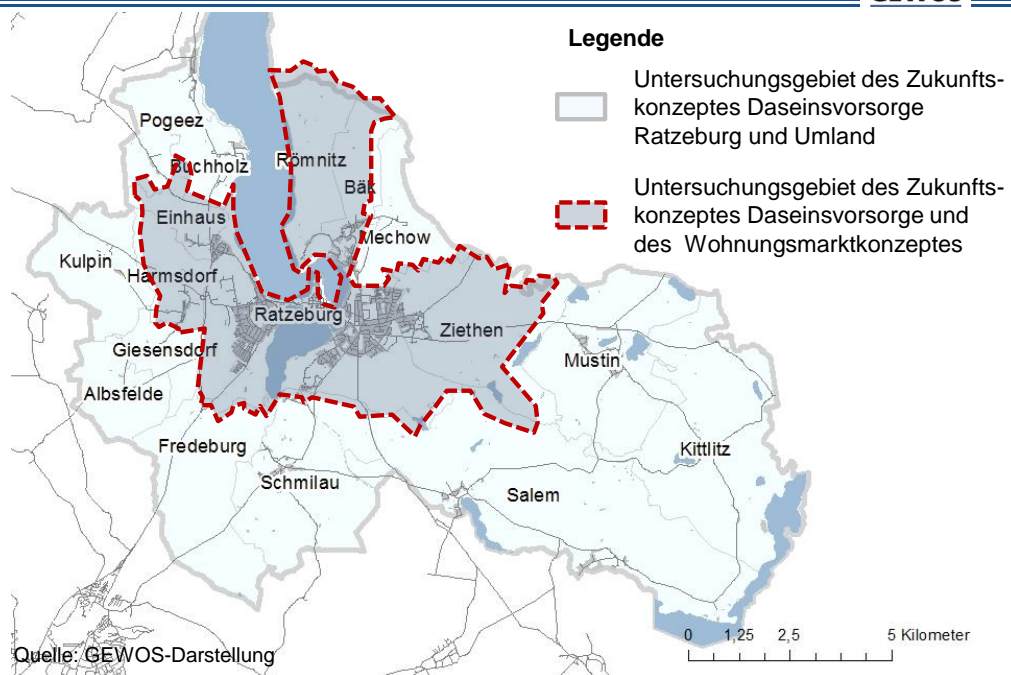 GEWOS
Legende
Untersuchungsgebiet des Zukunfts-
konzeptes Daseinsvorsorge
Ratzeburg und Umland
Untersuchungsgebiet des Zukunfts-
konzeptes Daseinsvorsorge und
des Wohnungsmarktkonzeptes
Pogeez
Buchholz
Römnitz
Bäk
Einhaus
Mechow
Kulpin
Harmsdorf
Ratzeburg
Ziethen
Giesensdorf
Mustin
Albsfelde
Fredeburg
Kittlitz
Schmilau
Salem
0 1,25 2,5 5 Kilometer
Quelle: GEWOS-Darstellung